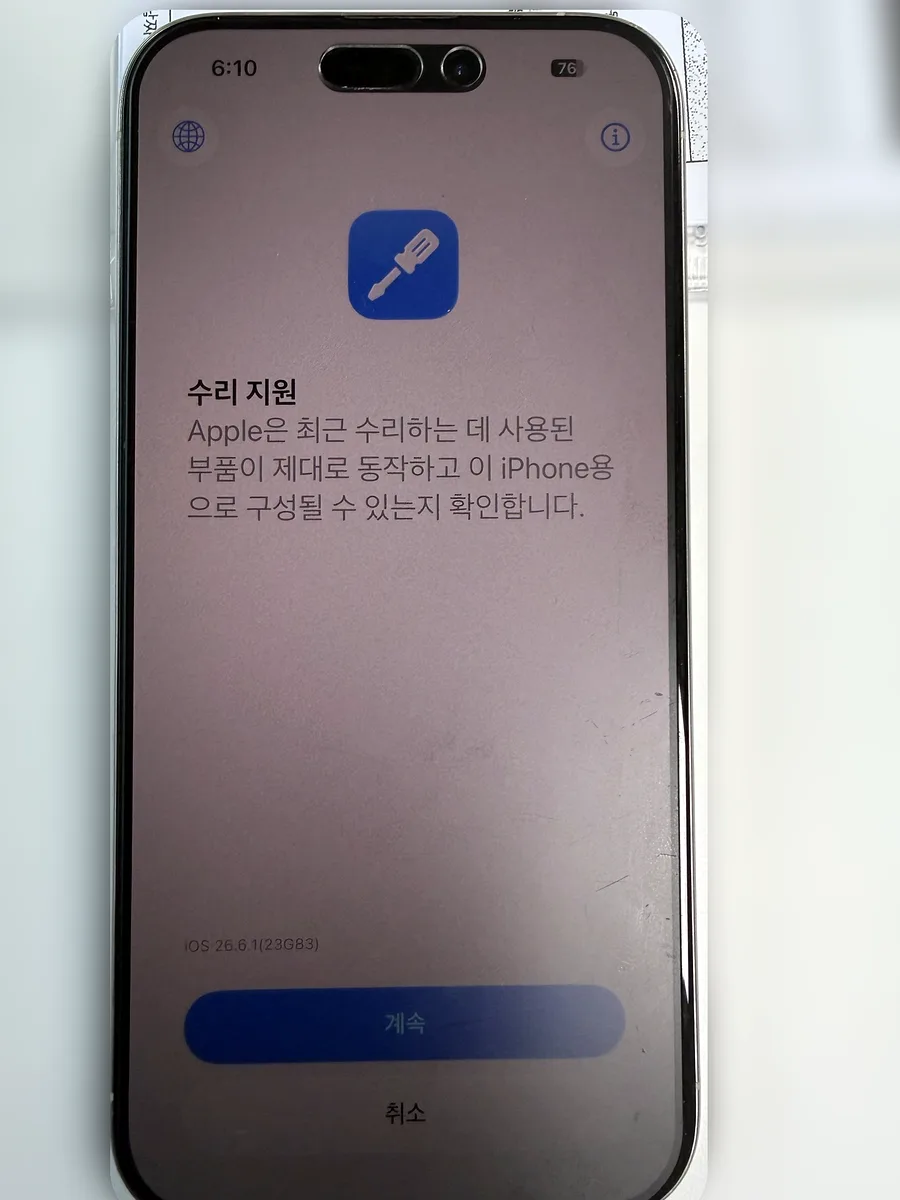 6:10
76
수리 지원
Apple은 최근 수리하는 데 사용된
부품이 제대로 동작하고 이 iPhone용
으로 구성될 수 있는지 확인합니다.
iOS 26.6.1(23G83)
계속
취소